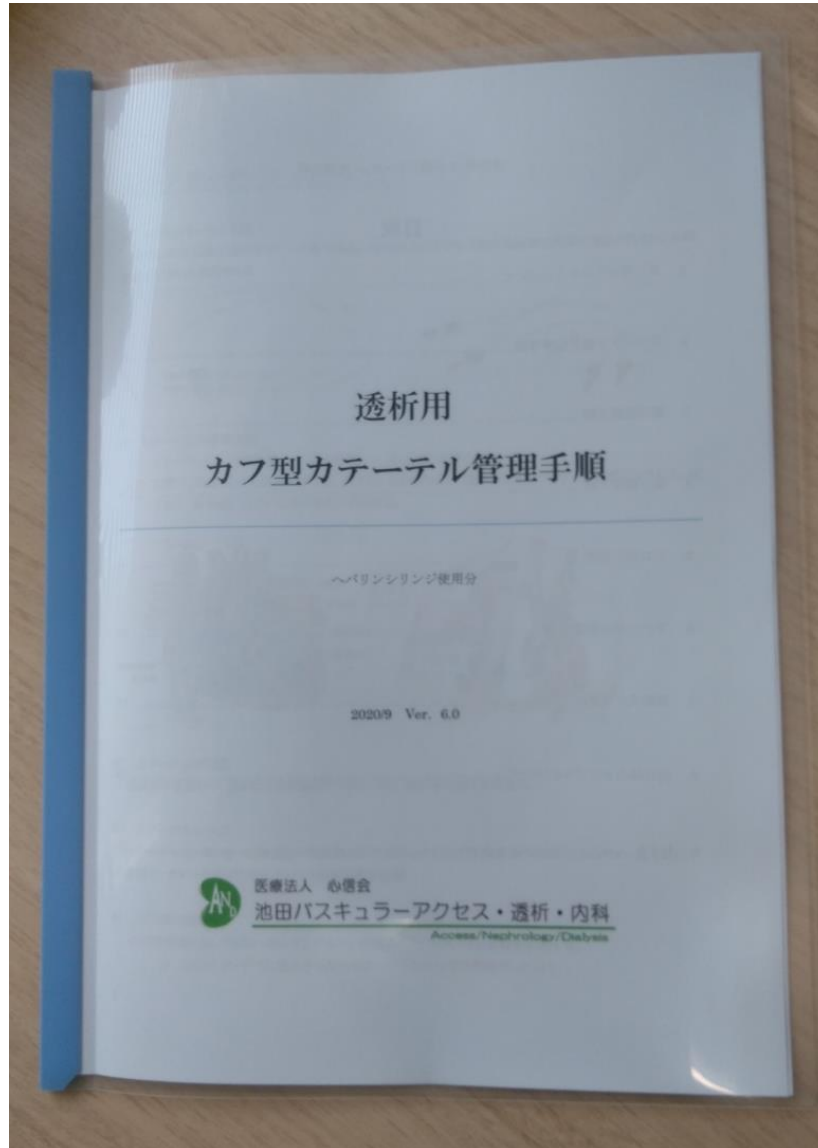 透析用
カフ型カテーテル管理手順
ヘパリンシリンジ使用分
2020/9 Ver. 6.0
AND
医療法人 心信会
池田バスキュラーアクセス・透析・内科
Access/Nephrology/Dialysis